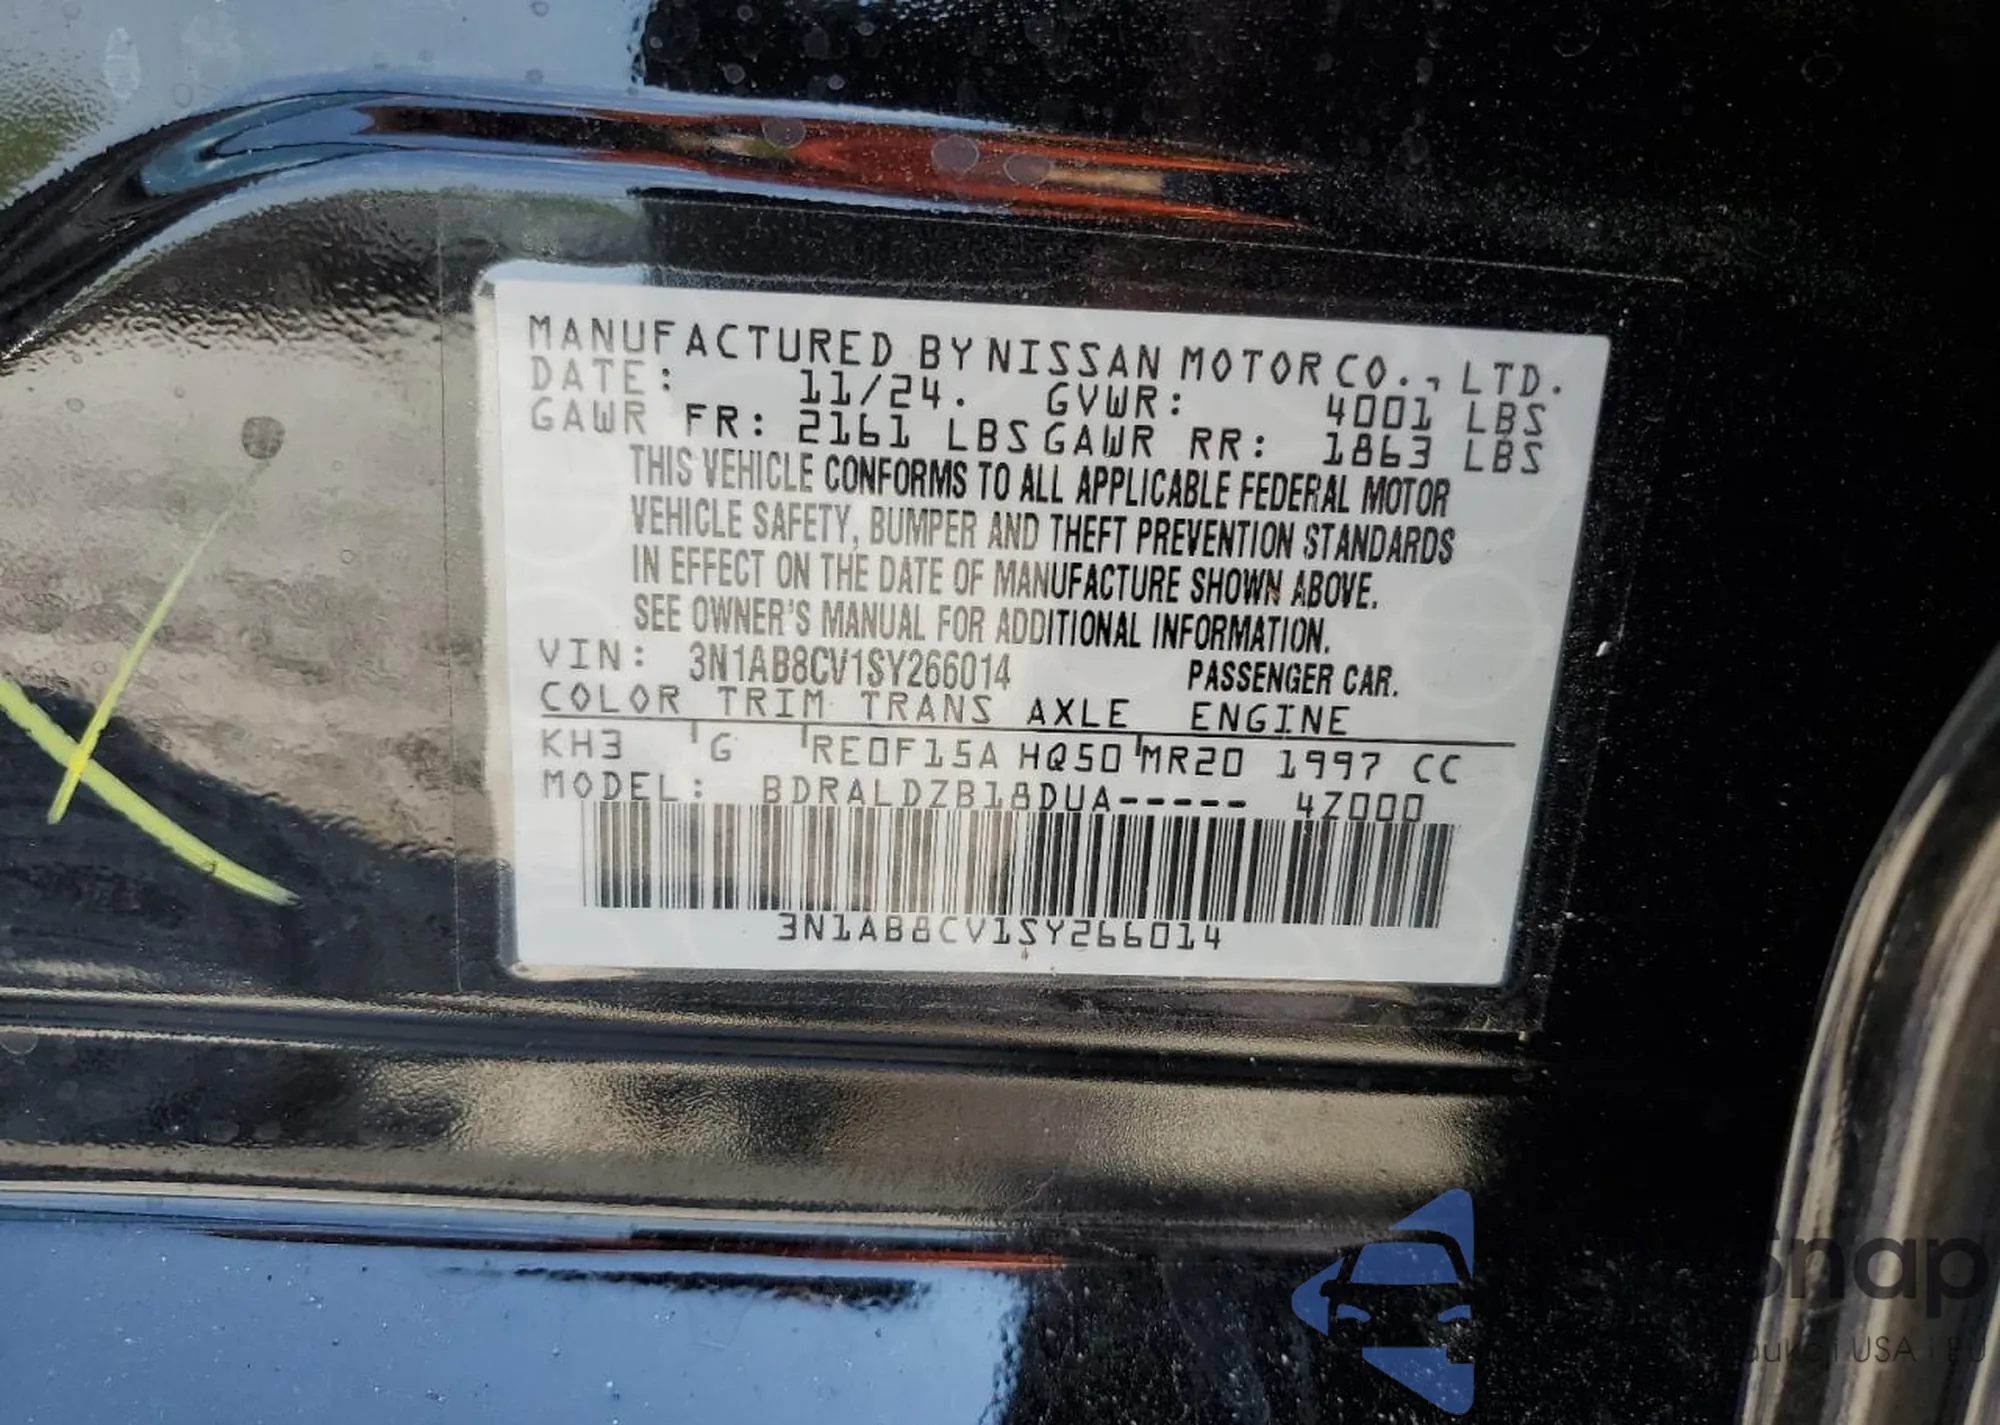 MANUFACTURED BY NISSAN MOTOR CO., LTD.
DATE: 11/24. GVWR: 4001 LBS
GAWR FR: 2161 LBS GAWR RR: 1863 LBS
THIS VEHICLE CONFORMS TO ALL APPLICABLE FEDERAL MOTOR
VEHICLE SAFETY, BUMPER AND THEFT PREVENTION STANDARDS
IN EFFECT ON THE DATE OF MANUFACTURE SHOWN ABOVE.
SEE OWNER'S MANUAL FOR ADDITIONAL INFORMATION.
VIN: 3N1AB8CV1SY266014 PASSENGER CAR.
COLOR TRIM TRANS AXLE ENGINE
KH3 G RE0F15A HQ50 MR20 1997 CC
MODEL: BDRALDZB18DUA----- 4Z000
3N1AB8CV1SY266014
USA i EU